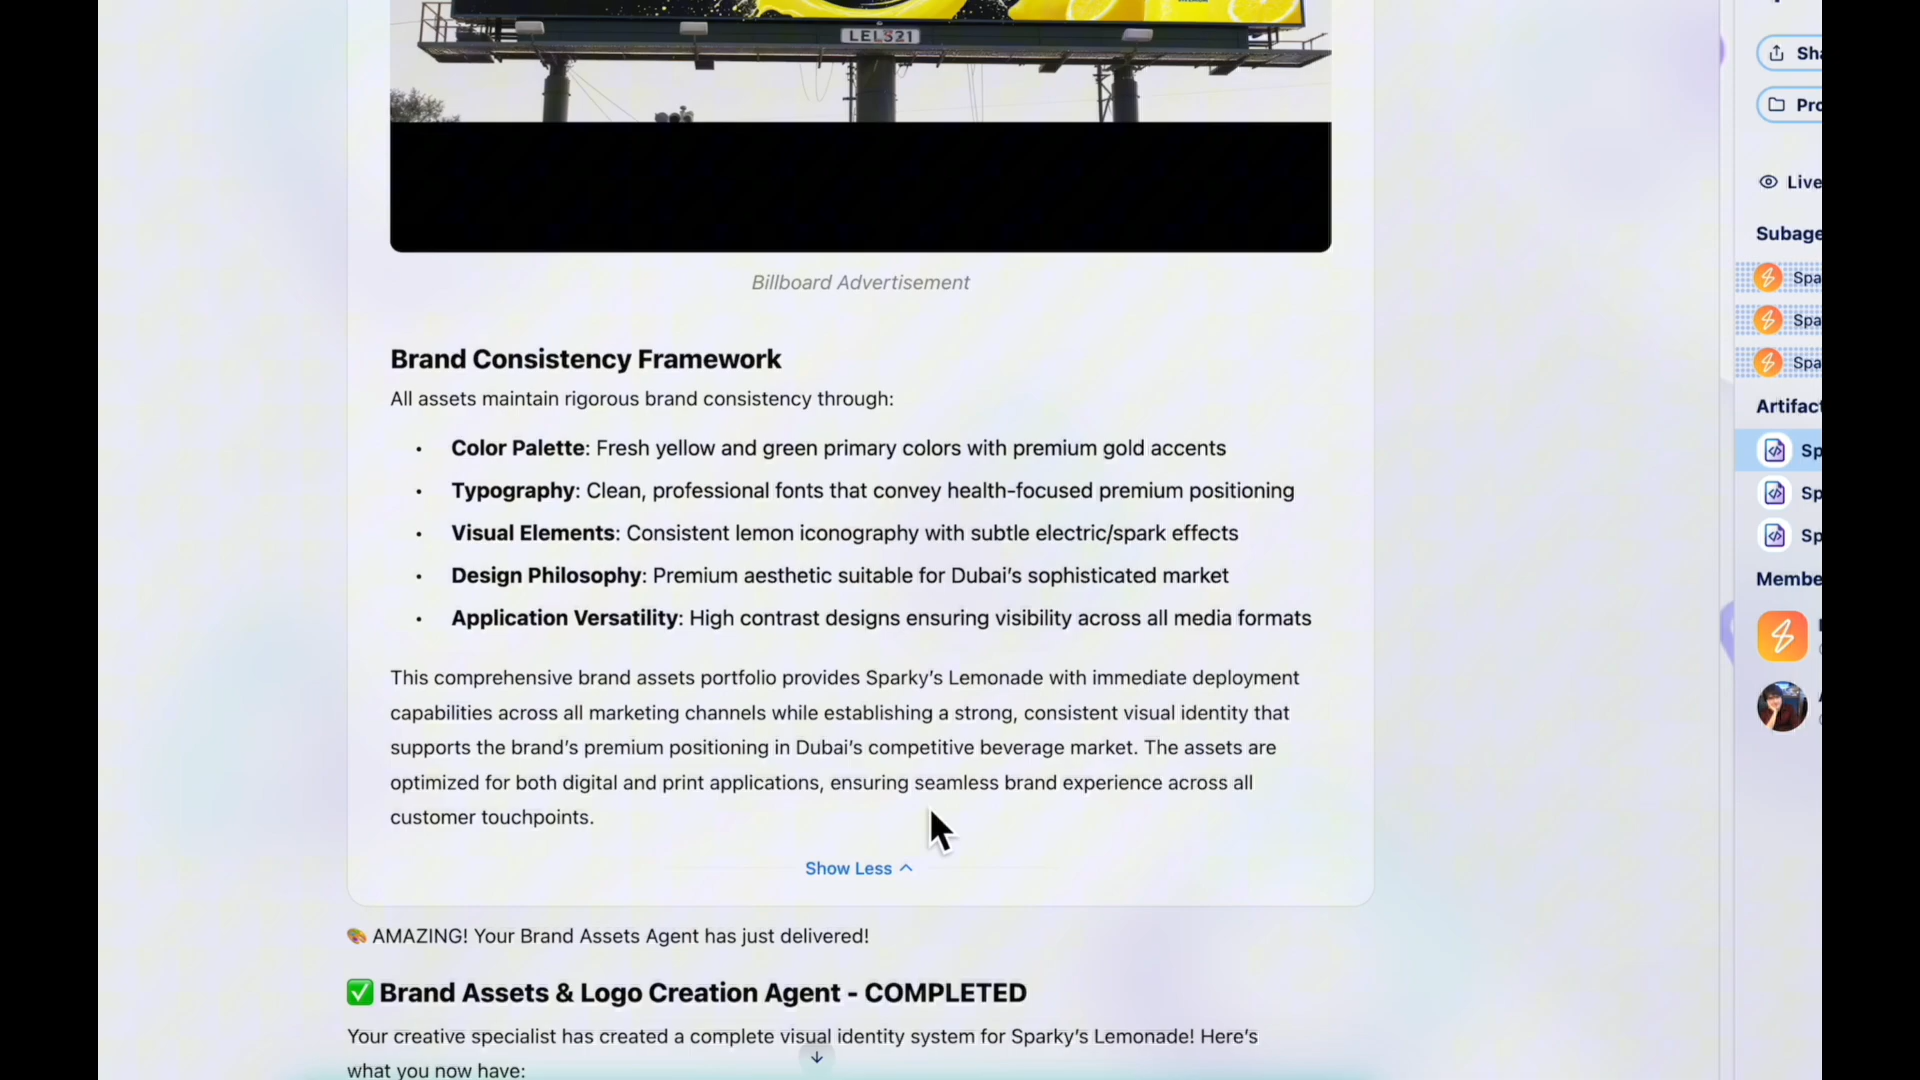 LELS21
Billboard Advertisement
Brand Consistency Framework
All assets maintain rigorous brand consistency through:
• Color Palette: Fresh yellow and green primary colors with premium gold accents
• Typography: Clean, professional fonts that convey health-focused premium positioning
• Visual Elements: Consistent lemon iconography with subtle electric/spark effects
• Design Philosophy: Premium aesthetic suitable for Dubai's sophisticated market
• Application Versatility: High contrast designs ensuring visibility across all media formats
This comprehensive brand assets portfolio provides Sparky's Lemonade with immediate deployment
capabilities across all marketing channels while establishing a strong, consistent visual identity that
supports the brand's premium positioning in Dubai's competitive beverage market. The assets are
optimized for both digital and print applications, ensuring seamless brand experience across all
customer touchpoints.
Show Less
🎨 AMAZING! Your Brand Assets Agent has just delivered!
✅ Brand Assets & Logo Creation Agent - COMPLETED
Your creative specialist has created a complete visual identity system for Sparky's Lemonade! Here's
what you now have:
Sha
Pro
Live
Subage
Spa
Spa
Spa
Artifac
Sp
Sp
Sp
Membe